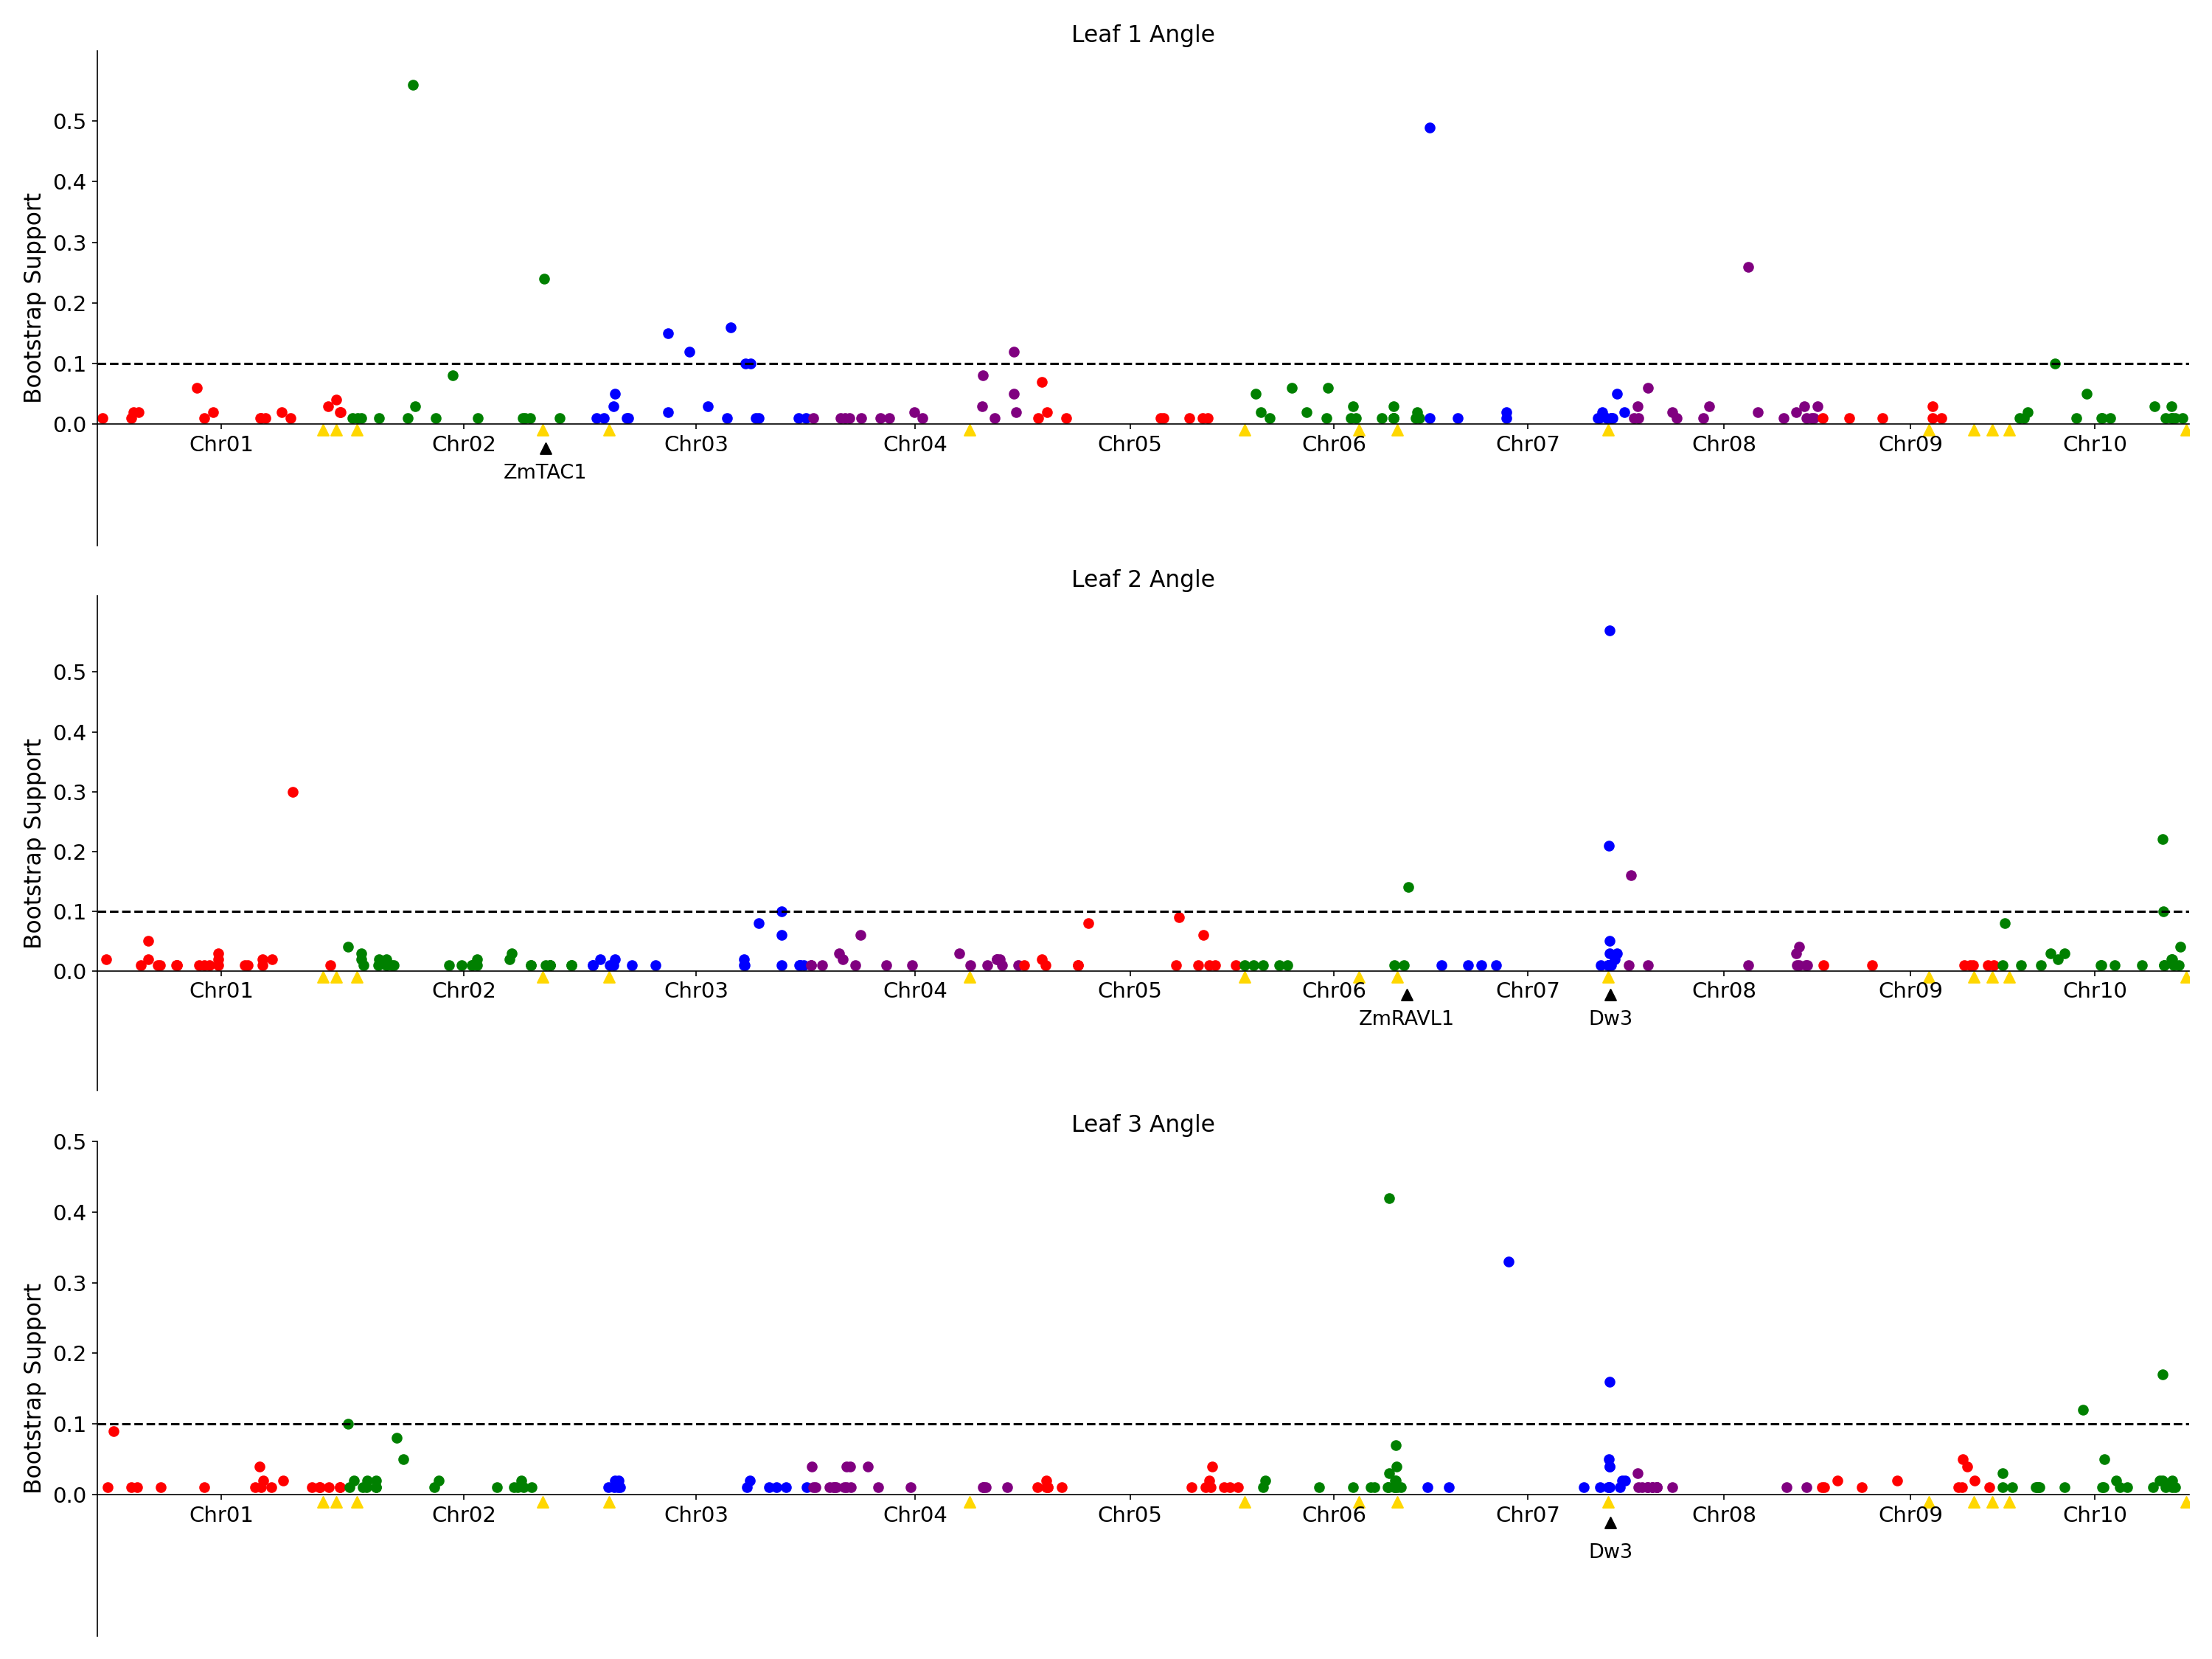 Leaf 1 Angle
Bootstrap Support
0.5
0.4
0.3
0.2
0.1
0.0
Chr01 Chr02 Chr03 Chr04 Chr05 Chr06 Chr07 Chr08 Chr09 Chr10
ZmTAC1
Leaf 2 Angle
Bootstrap Support
0.5
0.4
0.3
0.2
0.1
0.0
Chr01 Chr02 Chr03 Chr04 Chr05 Chr06 Chr07 Chr08 Chr09 Chr10
ZmRAVL1 Dw3
Leaf 3 Angle
Bootstrap Support
0.5
0.4
0.3
0.2
0.1
0.0
Chr01 Chr02 Chr03 Chr04 Chr05 Chr06 Chr07 Chr08 Chr09 Chr10
Dw3